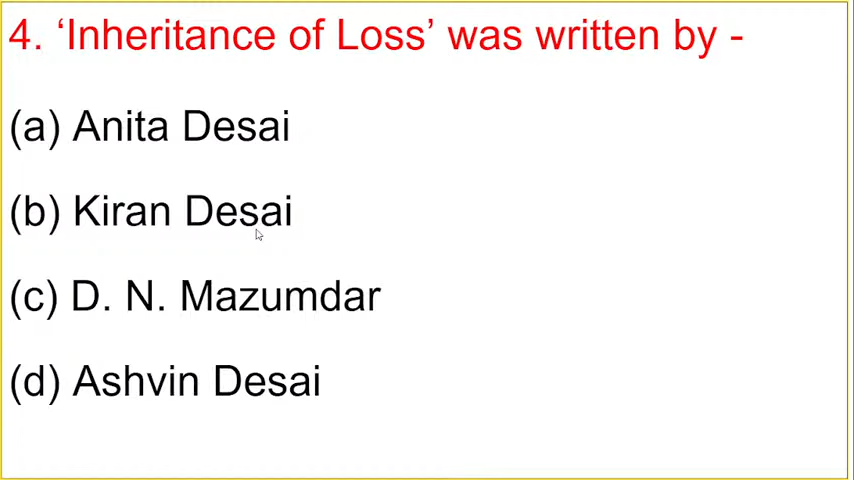 4. ‘Inheritance of Loss’ was written by -
(a) Anita Desai
(b) Kiran Desai
(c) D. N. Mazumdar
(d) Ashvin Desai